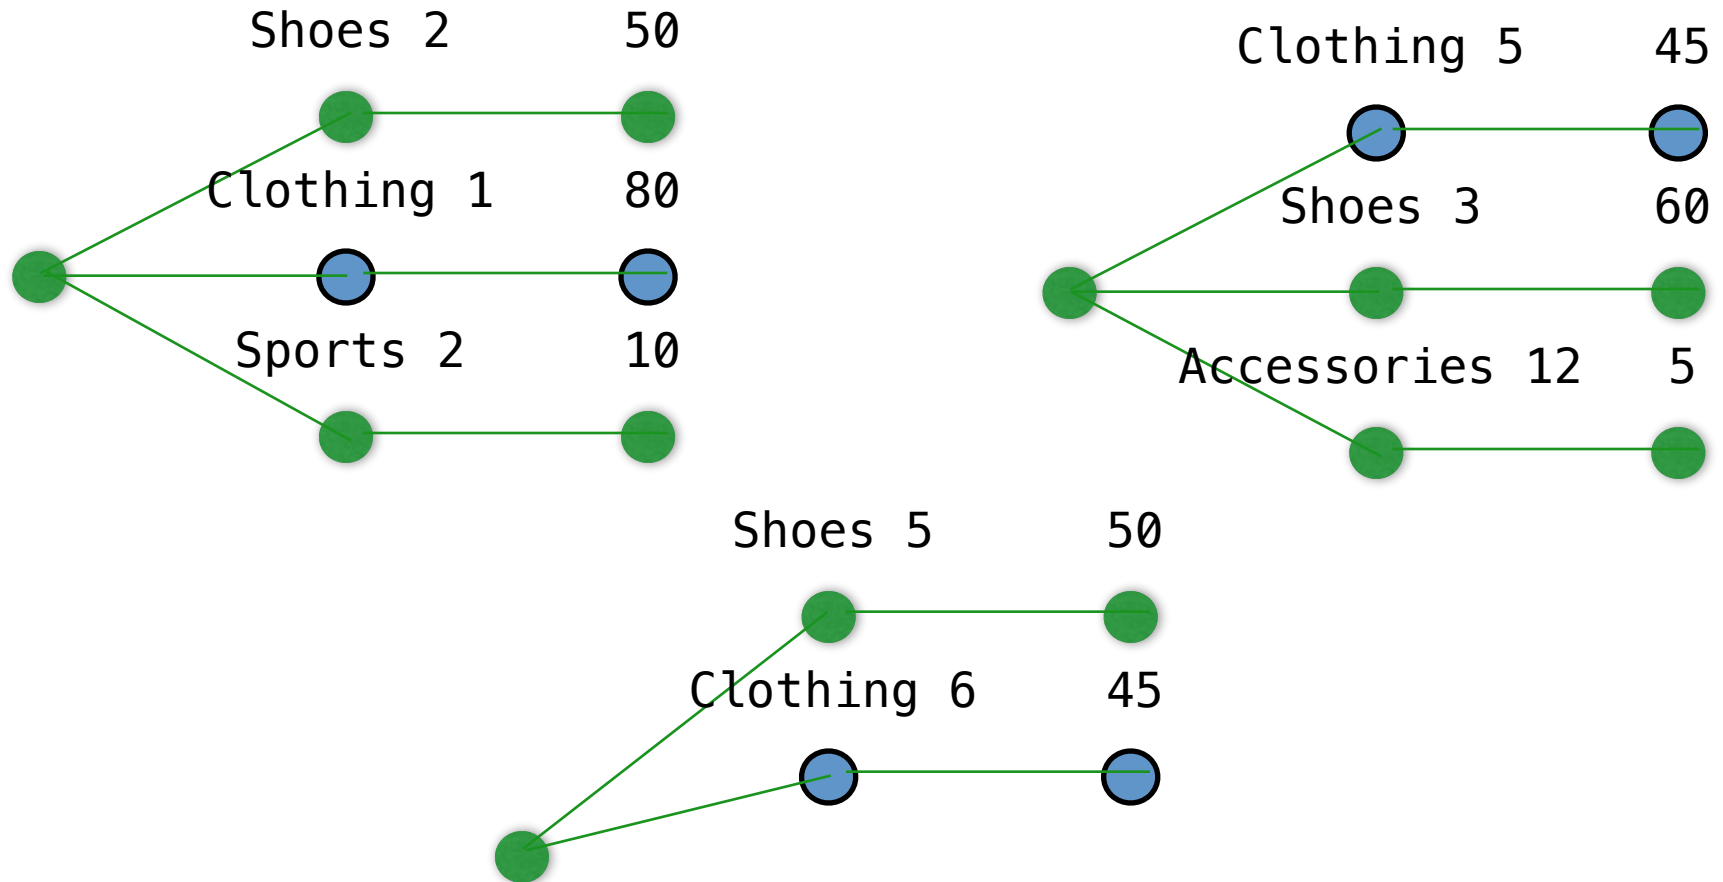 Shoes 2 50
Clothing 1 80
Sports 2 10
Clothing 5 45
Shoes 3 60
Accessories 12 5
Shoes 5 50
Clothing 6 45